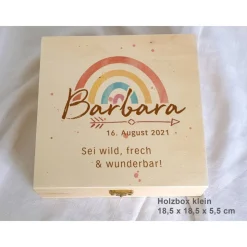 Barbara
16. August 2021
Sei wild, frech
& wunderbar!
Holzbox klein
18,5 x 18,5 x 5,5 cm